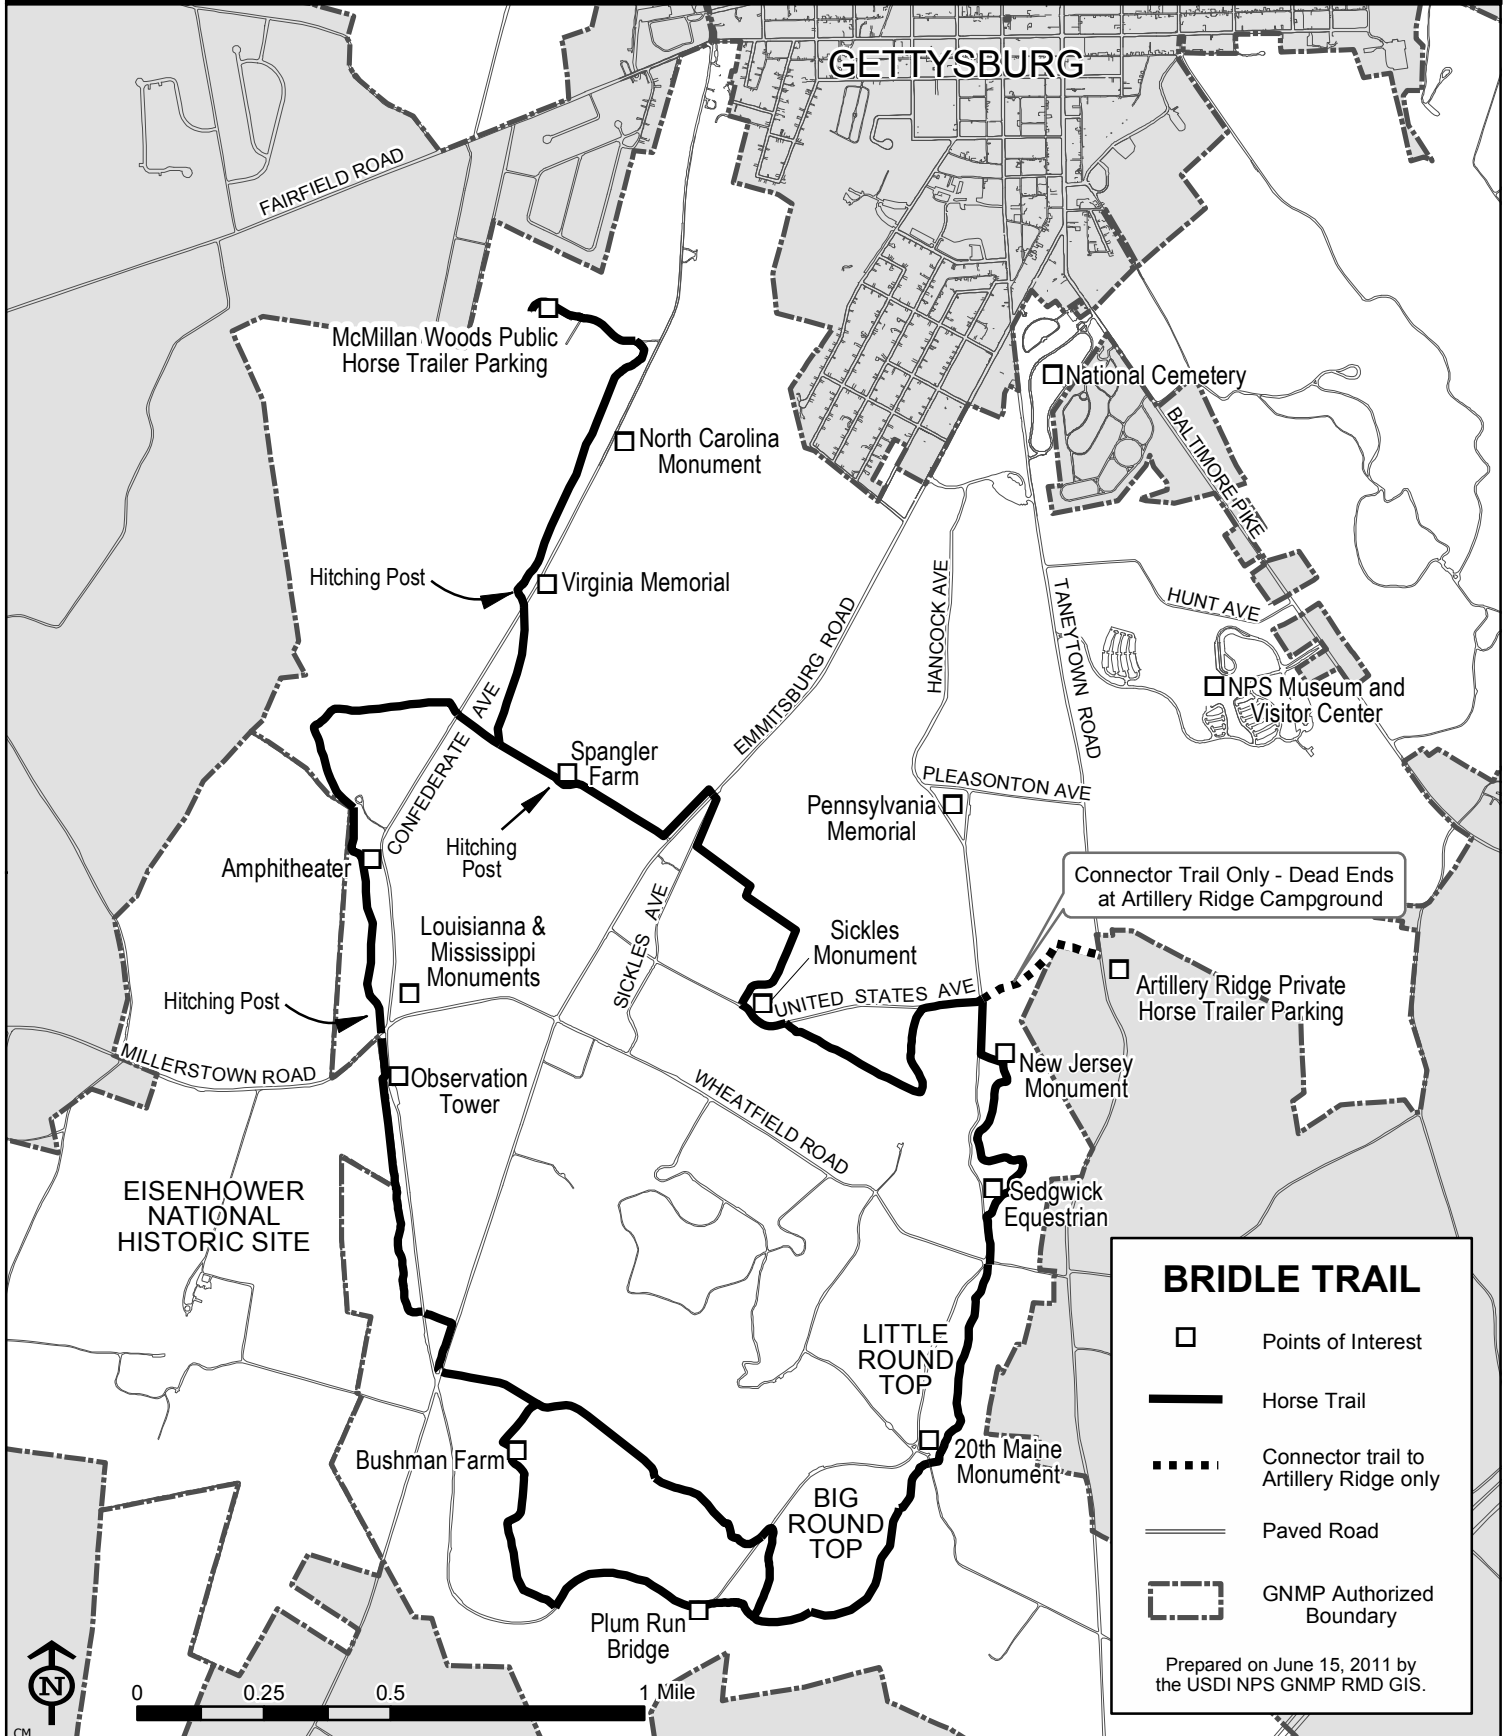 GETTYSBURG
FAIRFIELD ROAD
McMillan Woods Public
Horse Trailer Parking
National Cemetery
North Carolina
Monument
BALTIMORE PIKE
Hitching Post
Virginia Memorial
HANCOCK AVE
TANEYTOWN ROAD
HUNT AVE
EMMITSBURG ROAD
NPS Museum and
Visitor Center
CONFEDERATE AVE
Spangler
Farm
PLEASONTON AVE
Pennsylvania
Memorial
Hitching
Post
Amphitheater
Connector Trail Only - Dead Ends
at Artillery Ridge Campground
SICKLES AVE
Louisianna &
Mississippi
Monuments
Sickles
Monument
UNITED STATES AVE
Artillery Ridge Private
Horse Trailer Parking
Hitching Post
MILLERSTOWN ROAD
Observation
Tower
New Jersey
Monument
WHEATFIELD ROAD
EISENHOWER
NATIONAL
HISTORIC SITE
Sedgwick
Equestrian
LITTLE
ROUND
TOP
Bushman Farm
20th Maine
Monument
BIG
ROUND
TOP
Plum Run
Bridge
BRIDLE TRAIL
Points of Interest
Horse Trail
Connector trail to
Artillery Ridge only
Paved Road
GNMP Authorized
Boundary
Prepared on June 15, 2011 by
the USDI NPS GNMP RMD GIS.
N
0 0.25 0.5 1 Mile
CM